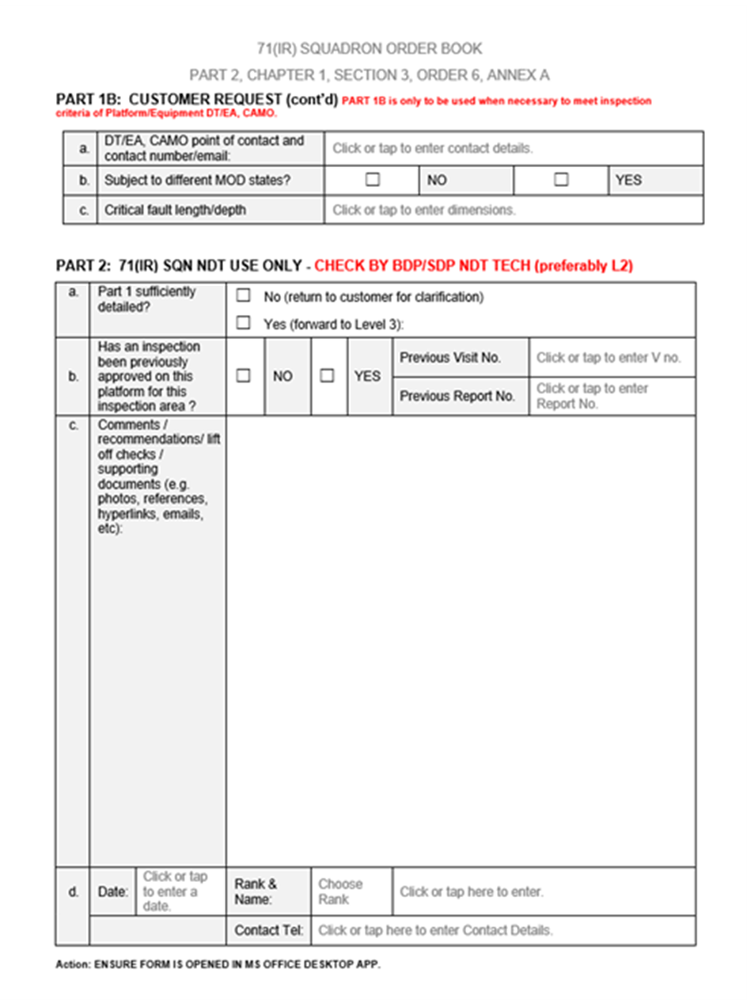 71(IR) SQUADRON ORDER BOOK
PART 2, CHAPTER 1, SECTION 3, ORDER 6, ANNEX A
PART 1B: CUSTOMER REQUEST (cont'd) PART 1B is only to be used when necessary to meet inspection
criteria of Platform/Equipment DT/EA, CAMO.
a.
DT/EA, CAMO point of contact and
contact number/email:
Click or tap to enter contact details.
b.
Subject to different MOD states?
☐
NO
☐
YES
c.
Critical fault length/depth
Click or tap to enter dimensions.
PART 2: 71(IR) SQN NDT USE ONLY - CHECK BY BDP/SDP NDT TECH (preferably L2)
a.
Part 1 sufficiently
detailed?
☐ No (return to customer for clarification)
☐ Yes (forward to Level 3):
b.
Has an inspection
been previously
approved on this
platform for this
inspection area ?
☐
NO
☐
YES
Previous Visit No.
Click or tap to enter V no.
Previous Report No.
Click or tap to enter
Report No.
c.
Comments /
recommendations/ lift
off checks /
supporting
documents (e.g.
photos, references,
hyperlinks, emails,
etc):
d.
Date:
Click or tap
to enter a
date.
Rank &
Name:
Choose
Rank
Click or tap here to enter.
Contact Tel:
Click or tap here to enter Contact Details.
Action: ENSURE FORM IS OPENED IN MS OFFICE DESKTOP APP.